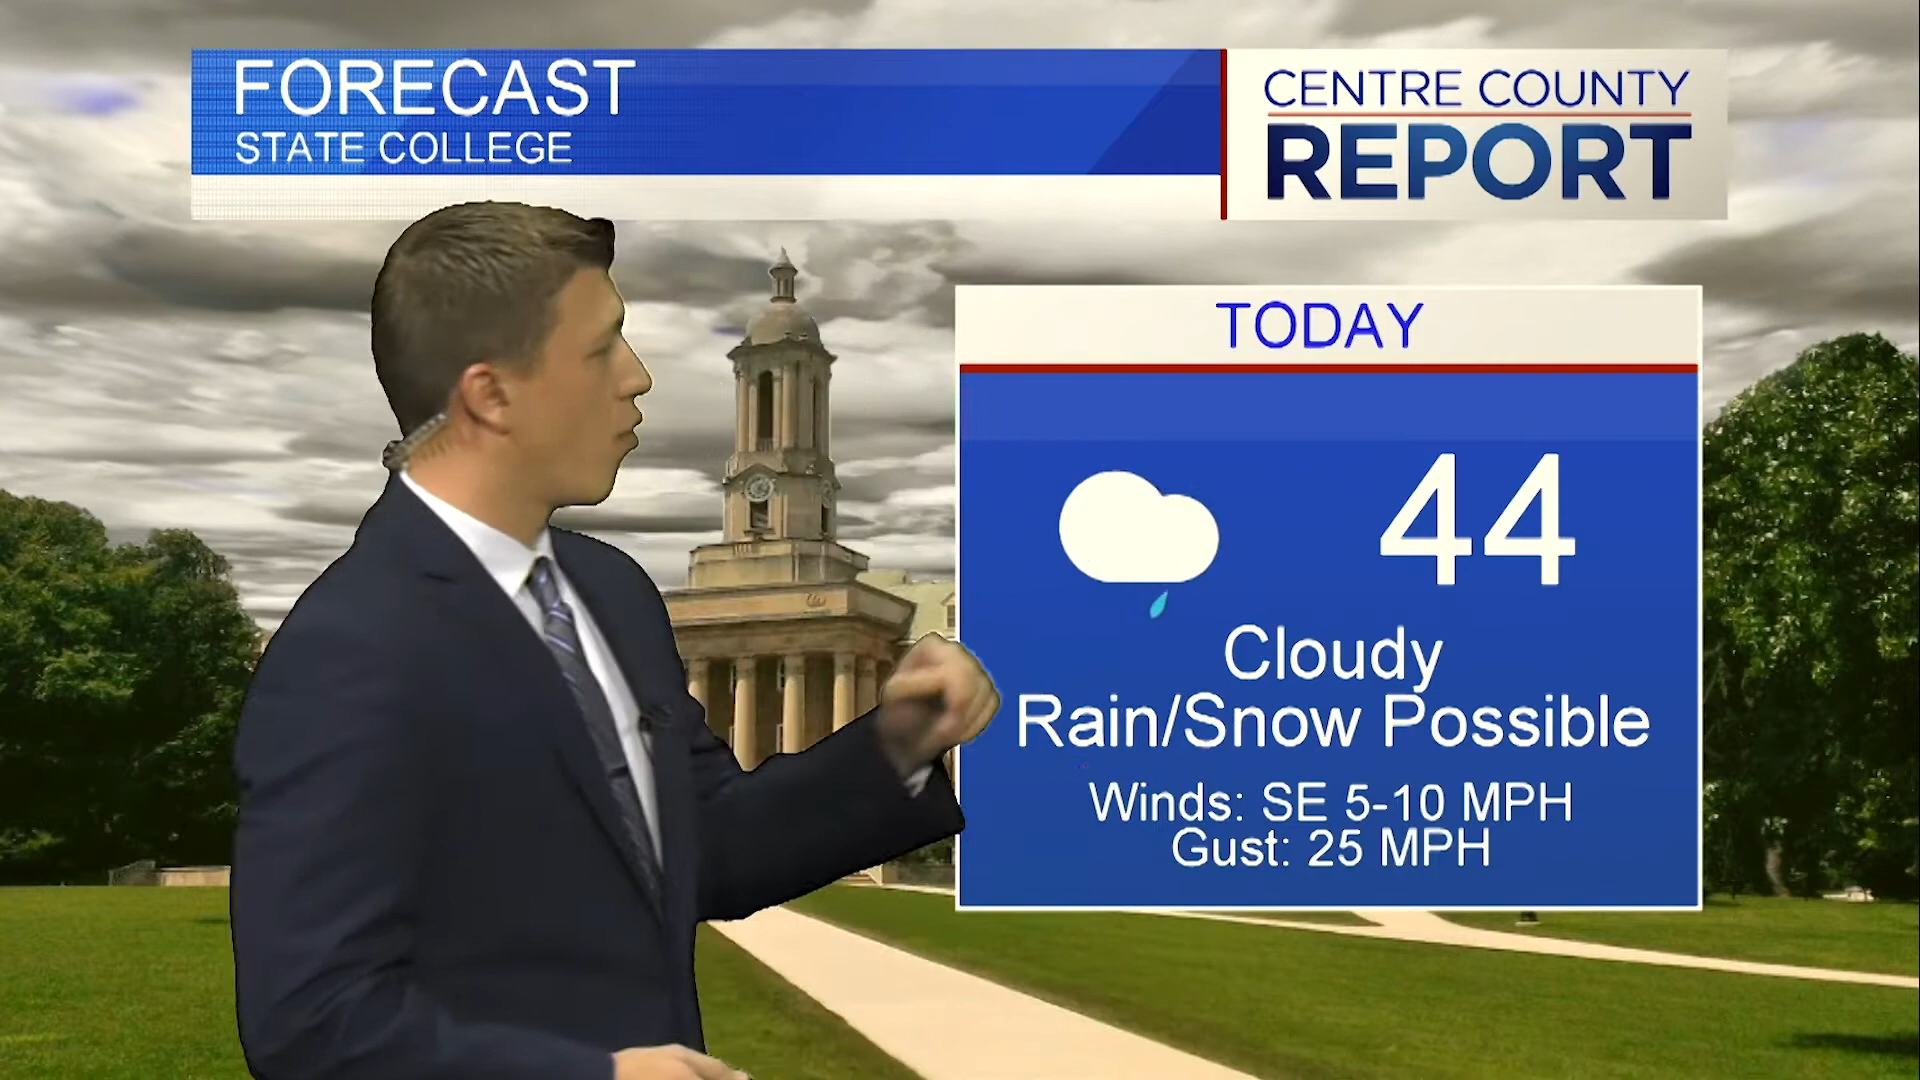 FORECAST
STATE COLLEGE
CENTRE COUNTY
REPORT
TODAY
44
Cloudy
Rain/Snow Possible
Winds: SE 5-10 MPH
Gust: 25 MPH